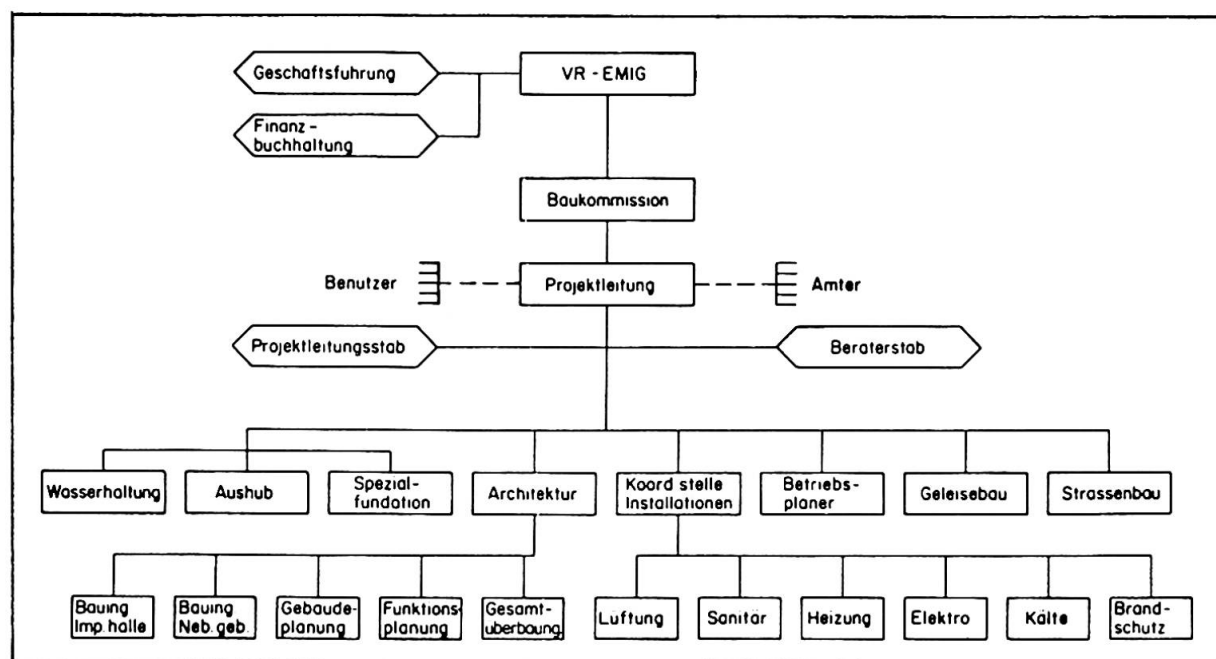 Geschaftsfuhrung
VR - EMIG
Finanz -
buchhaltung
Baukommission
Benutzer
Projektleitung
Amter
Projektleitungsstab
Beraterstab
Wasserhaltung
Aushub
Spezial-
fundation
Architektur
Koord stelle
Installationen
Betriebs-
planer
Geleisebau
Strassenbau
Bauing
Imp. halle
Bauing
Neb. geb.
Gebaude-
planung
Funktions-
planung
Gesamt-
uberbaung
Lüftung
Sanitär
Heizung
Elektro
Kälte
Brand-
schutz